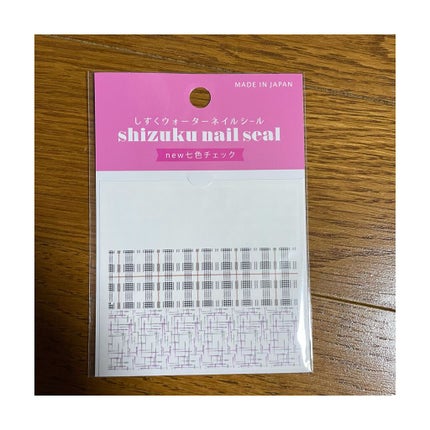 MADE IN JAPAN
しずくウォーターネイルシール
shizuku nail seal
new七色チェック